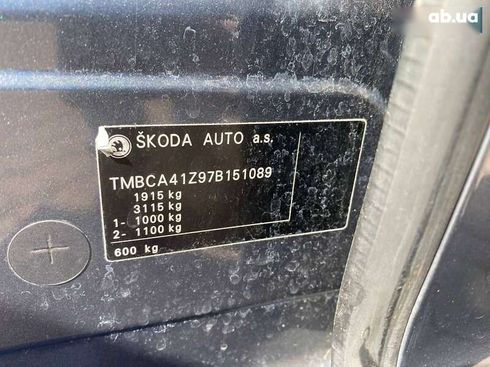 ab.ua
ŠKODA AUTO a.s.
TMBCA41Z97B151089
1915 kg
3115 kg
1- 1000 kg
2- 1100 kg
600 kg